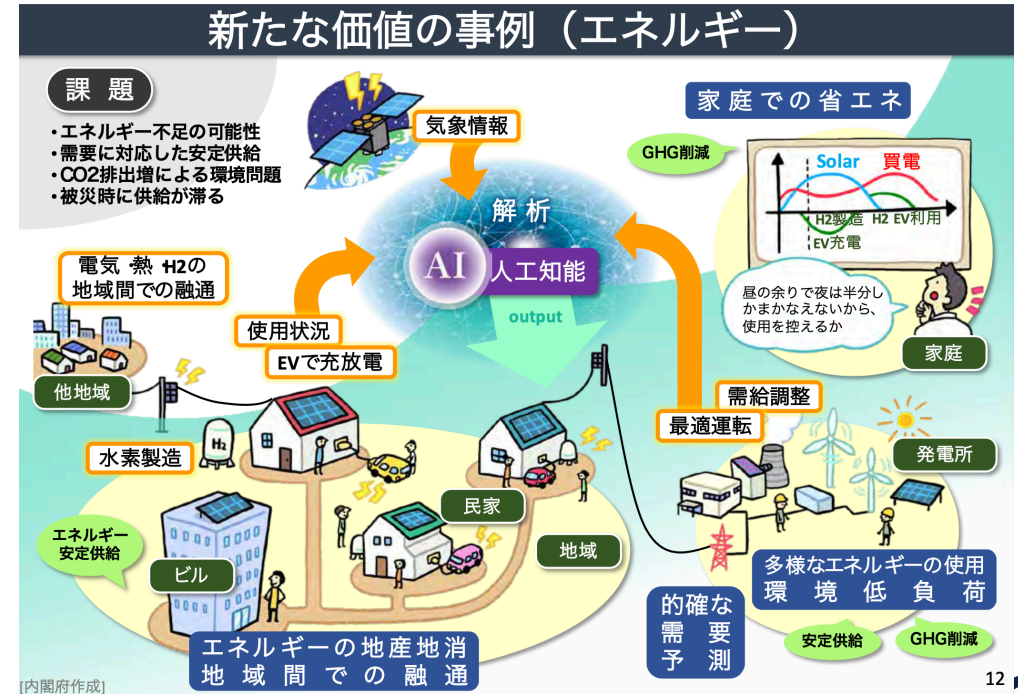 新たな価値の事例（エネルギー）
課 題
・エネルギー不足の可能性
・需要に対応した安定供給
・CO2排出増による環境問題
・被災時に供給が滞る
気象情報
家庭での省エネ
GHG削減
Solar 買電
H2製造 H2 EV利用
EV充電
昼の余りで夜は半分し
かまかなえないから、
使用を控えるか
家庭
解 析
AI 人工知能
output
電気・熱・H2の
地域間での融通
使用状況
EVで充放電
他地域
水素製造
H2
需給調整
最適運転
発電所
民家
地域
エネルギー
安定供給
ビル
エネルギーの地産地消
地域間での融通
的確な
需要
予測
多様なエネルギーの使用
環境低負荷
安定供給
GHG削減
[内閣府作成]
12